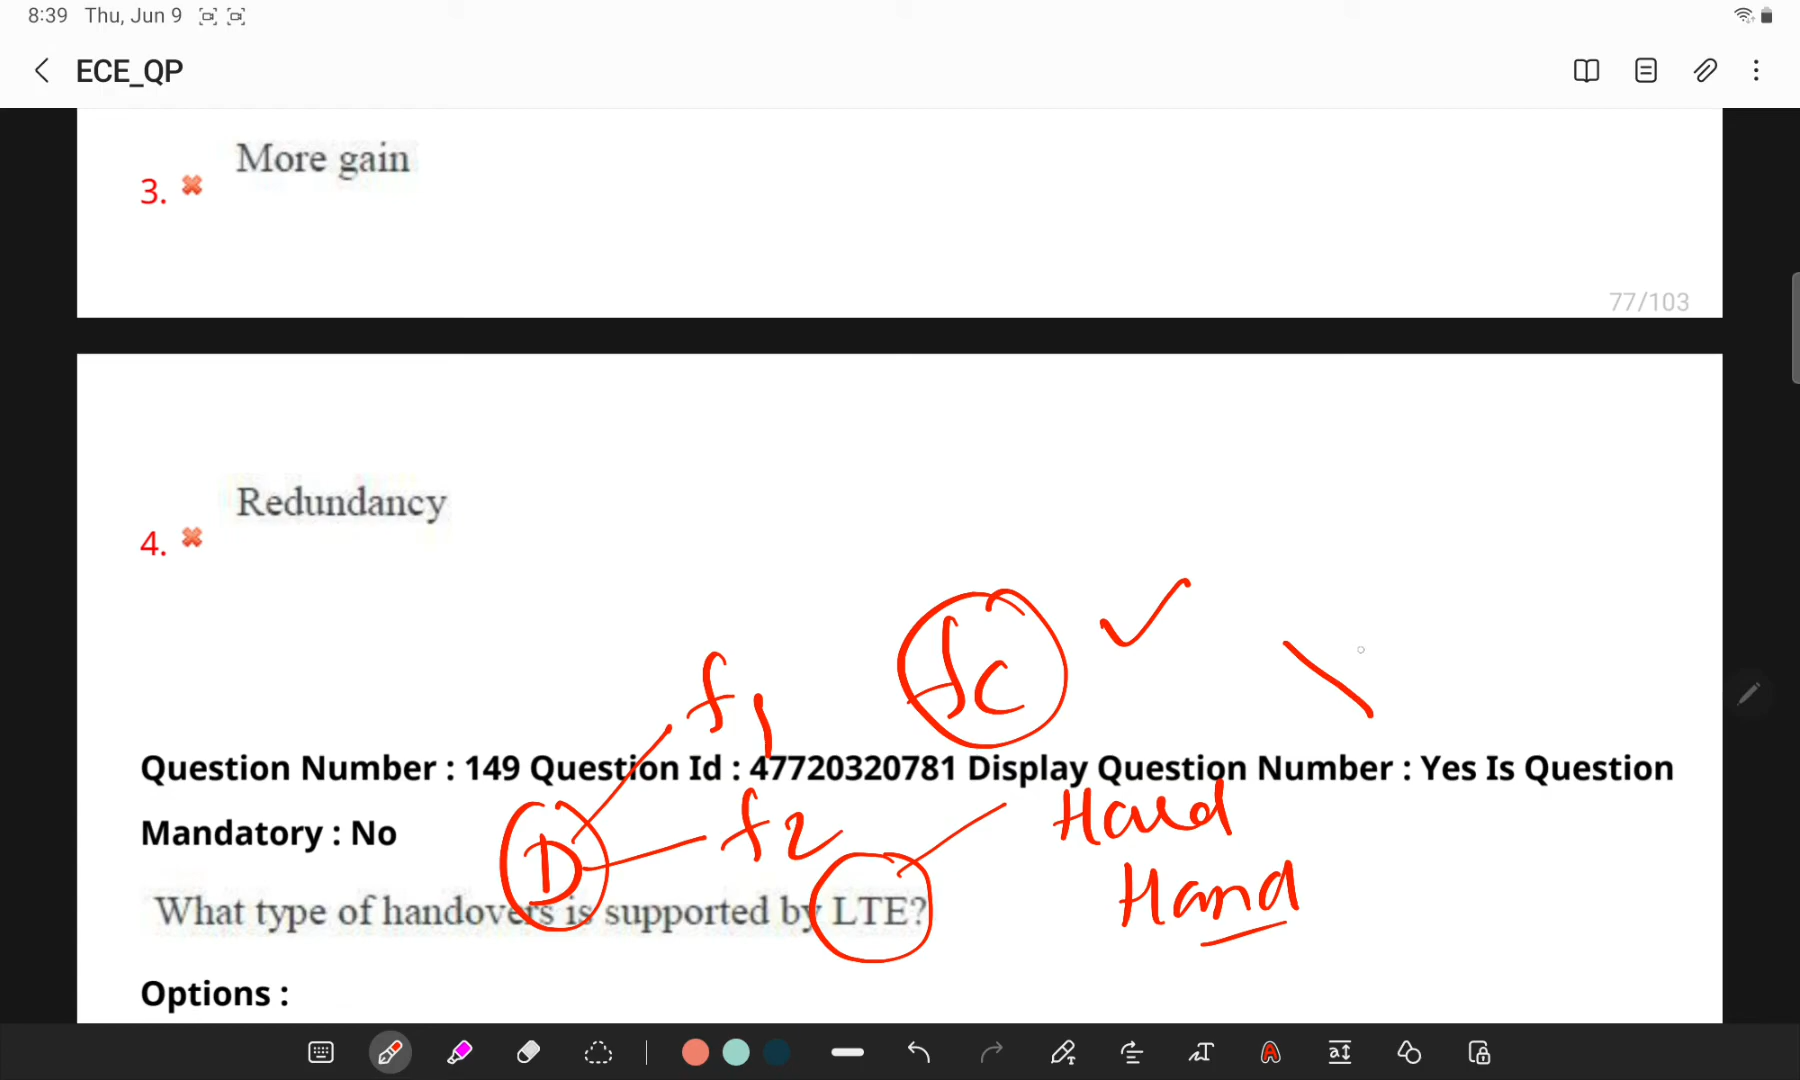 8:39 Thu, Jun 9
ECE_QP
More gain
3.
77/103
Redundancy
4.
fc
f1
Question Number : 149 Question Id : 47720320781 Display Question Number : Yes Is Question
Mandatory : No
D
f2
Hard
Hand
What type of handovers is supported by LTE?
Options :